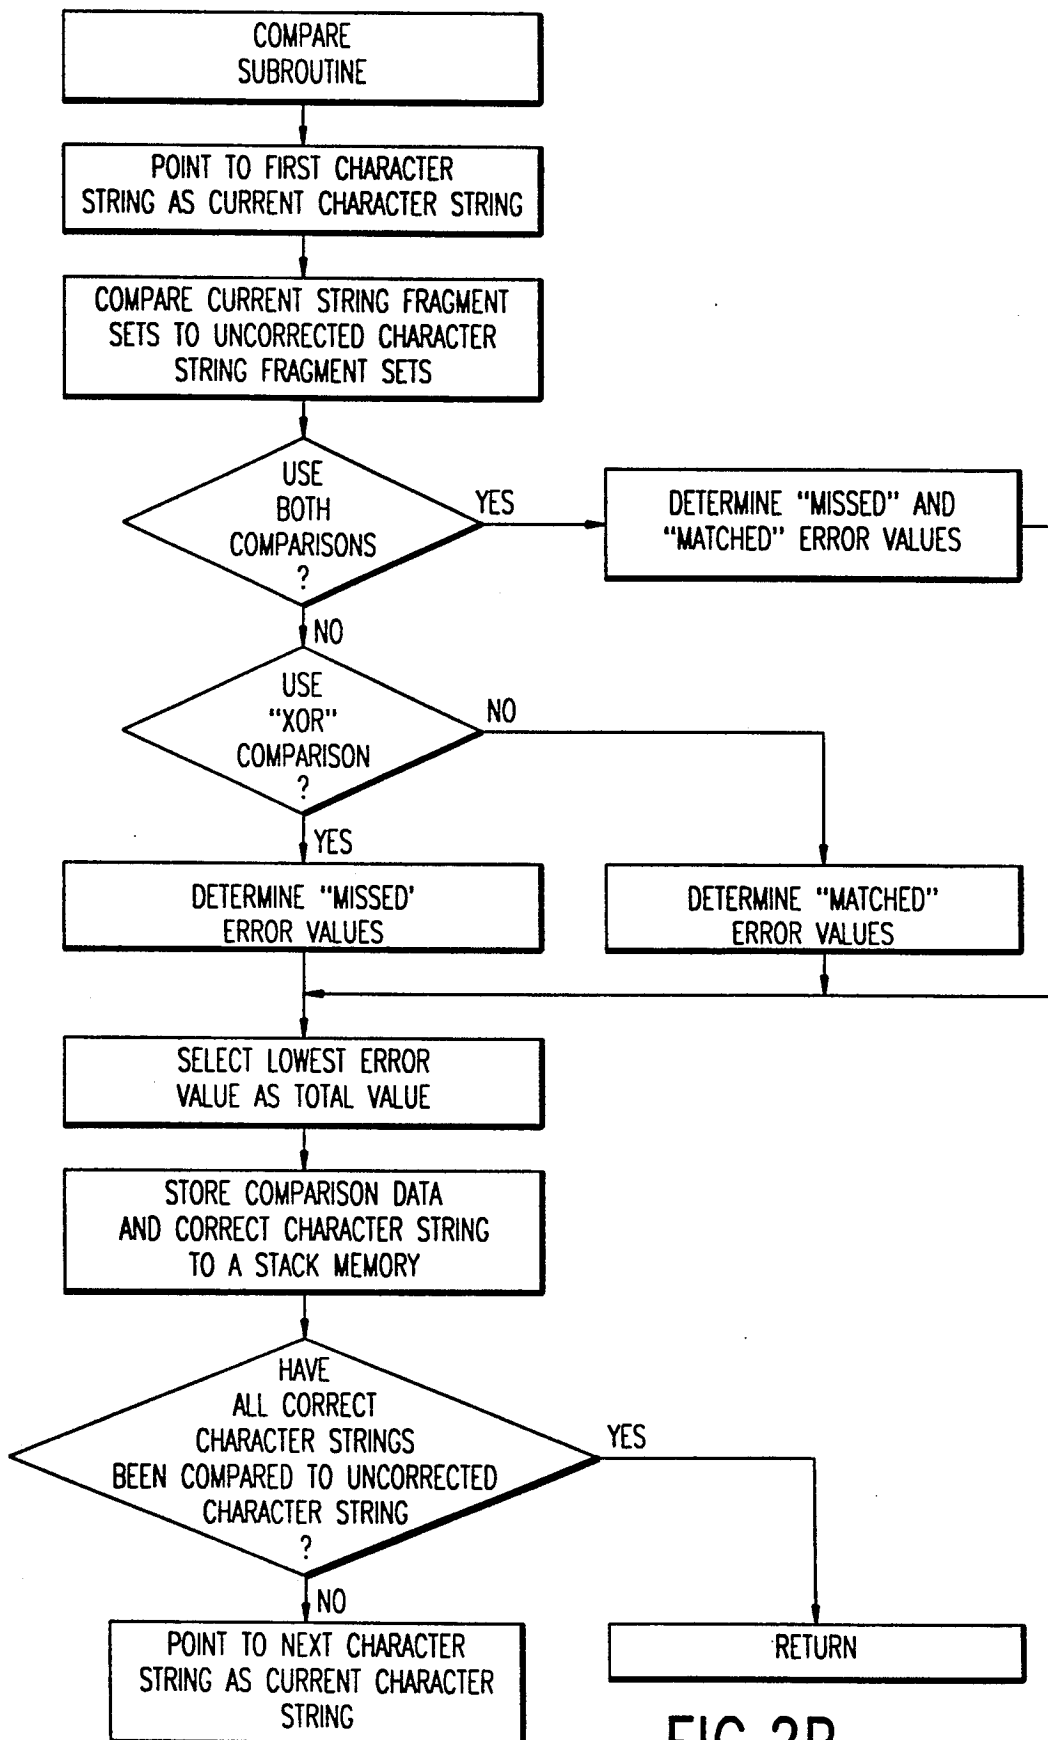 COMPARE
SUBROUTINE
POINT TO FIRST CHARACTER
STRING AS CURRENT CHARACTER STRING
COMPARE CURRENT STRING FRAGMENT
SETS TO UNCORRECTED CHARACTER
STRING FRAGMENT SETS
USE
BOTH
COMPARISONS
?
YES
DETERMINE "MISSED" AND
"MATCHED" ERROR VALUES
NO
USE
"XOR"
COMPARISON
?
NO
YES
DETERMINE "MISSED'
ERROR VALUES
DETERMINE "MATCHED"
ERROR VALUES
SELECT LOWEST ERROR
VALUE AS TOTAL VALUE
STORE COMPARISON DATA
AND CORRECT CHARACTER STRING
TO A STACK MEMORY
HAVE
ALL CORRECT
CHARACTER STRINGS
BEEN COMPARED TO UNCORRECTED
CHARACTER STRING
?
YES
NO
POINT TO NEXT CHARACTER
STRING AS CURRENT CHARACTER
STRING
RETURN